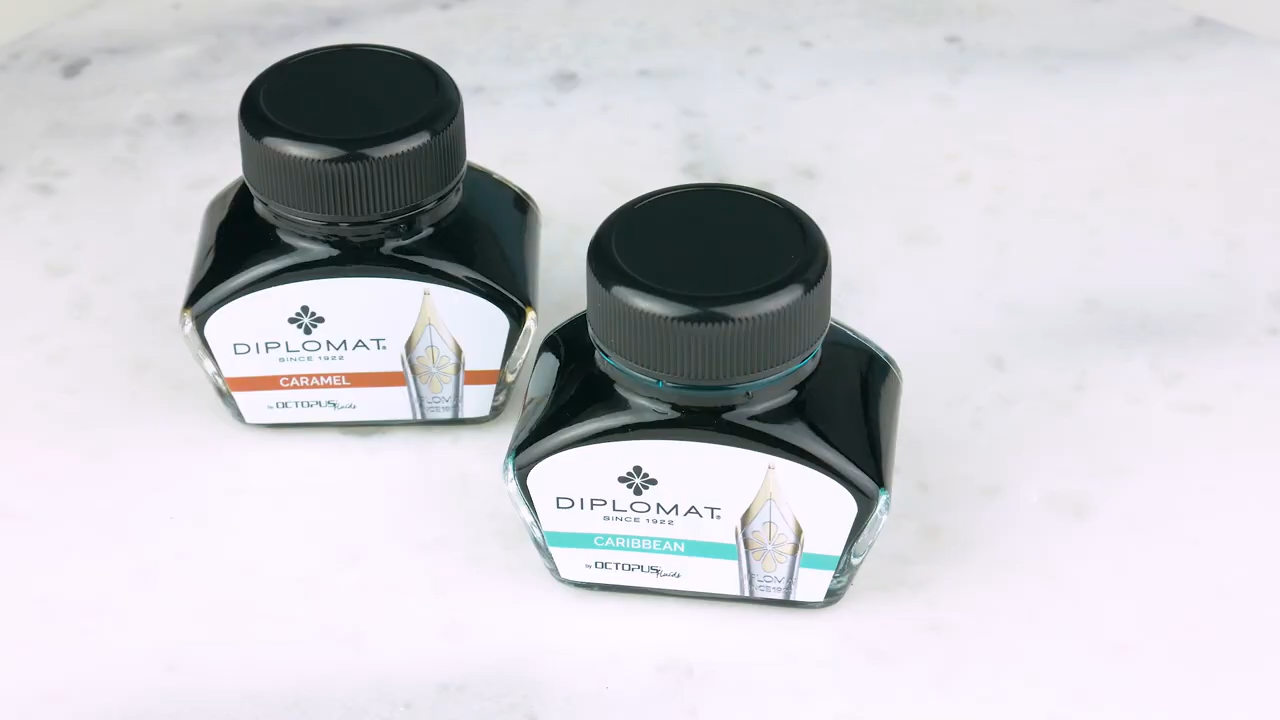 DIPLOMAT®
SINCE 1922
CARAMEL
by OCTOPUS fluids
DIPLOMAT®
SINCE 1922
CARIBBEAN
by OCTOPUS fluids